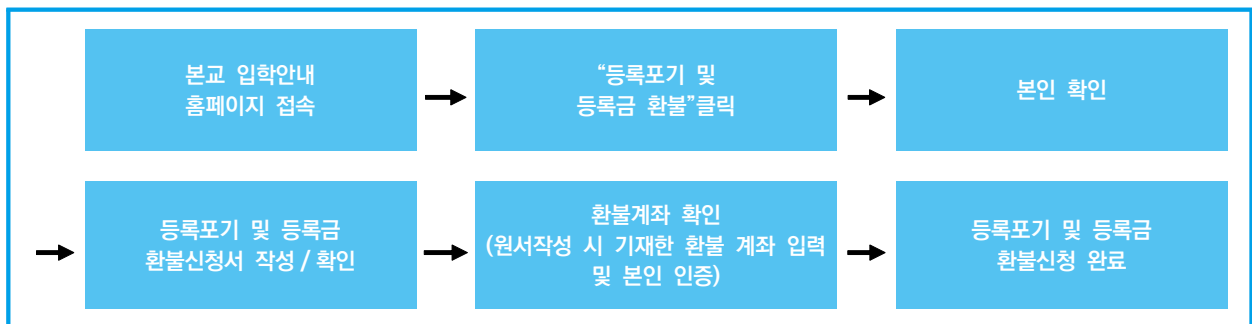 본교 입학안내
홈페이지 접속
“등록포기 및
등록금 환불”클릭
본인 확인
등록포기 및 등록금
환불신청서 작성 / 확인
환불계좌 확인
(원서작성 시 기재한 환불 계좌 입력
및 본인 인증)
등록포기 및 등록금
환불신청 완료